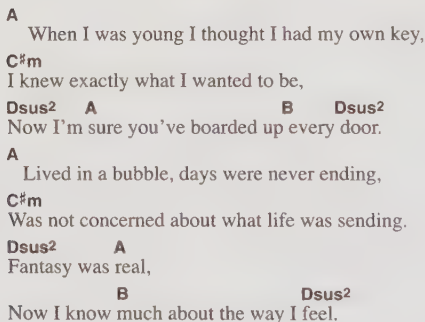 A
When I was young I thought I had my own key,
C♯m
I knew exactly what I wanted to be,
Dsus2 A B Dsus2
Now I'm sure you've boarded up every door.
A
Lived in a bubble, days were never ending,
C♯m
Was not concerned about what life was sending.
Dsus2 A
Fantasy was real,
B Dsus2
Now I know much about the way I feel.